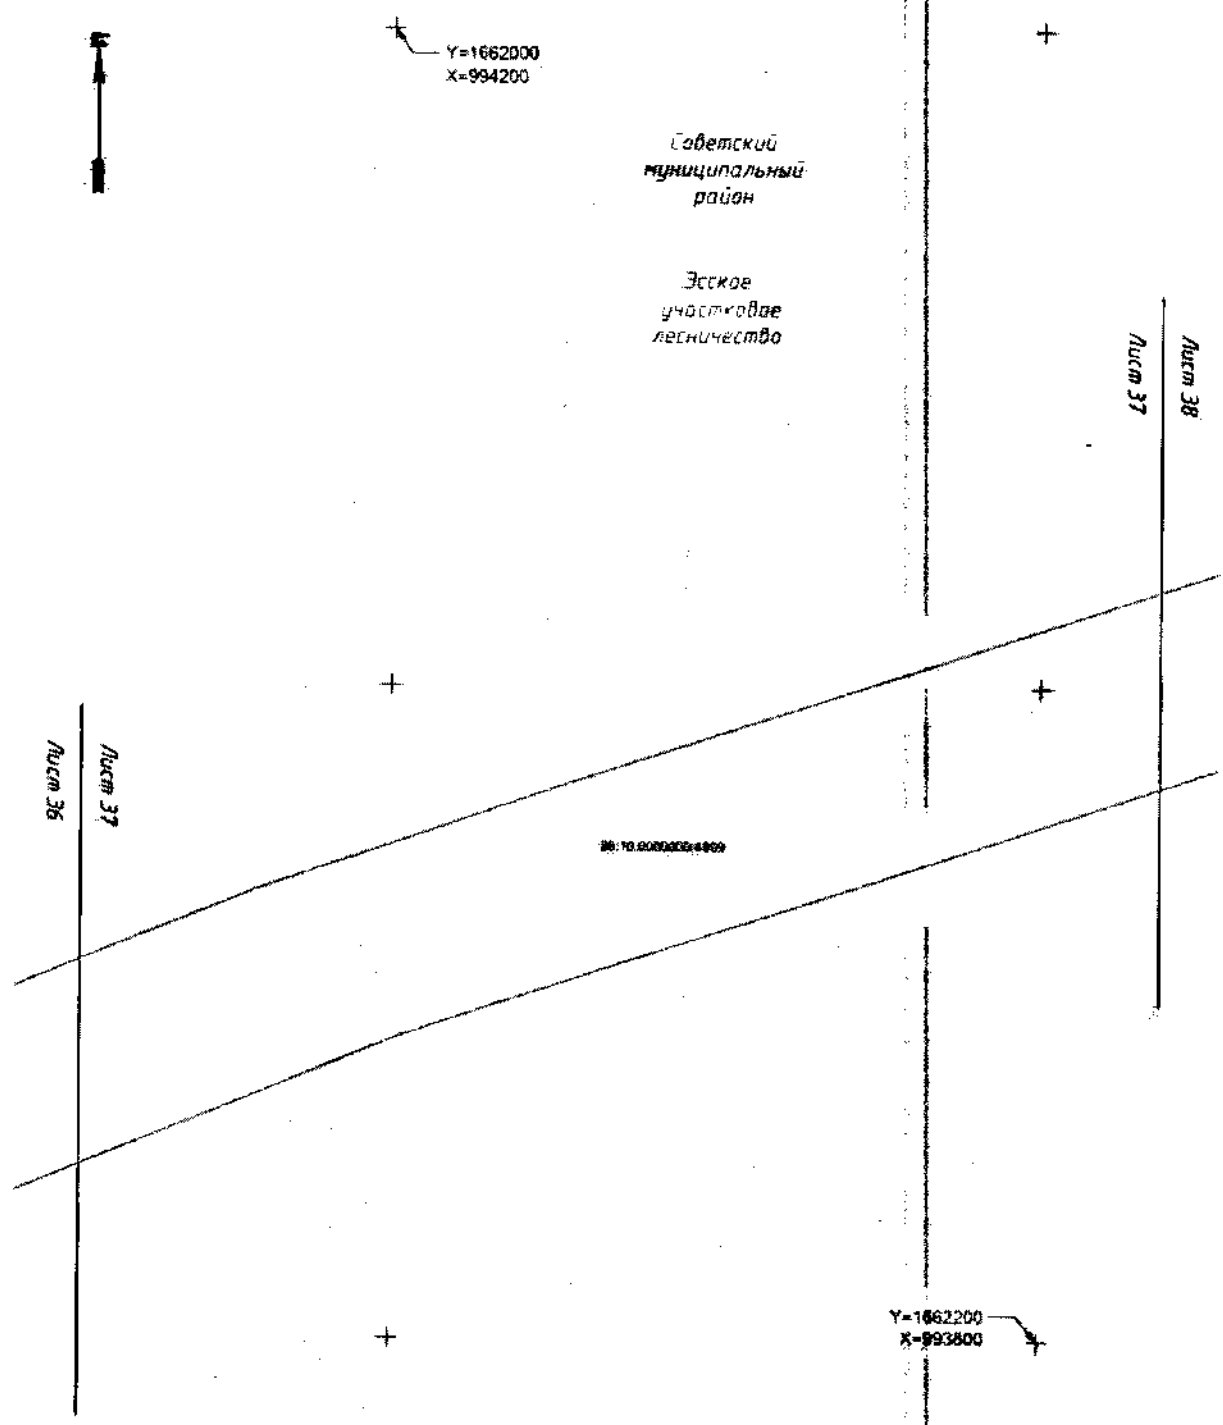 Y=1662000
X=994200
Советский
муниципальный
район
Эсское
участковое
лесничество
Лист 37
Лист 38
Лист 36
Лист 37
Y=1662200
X=993800